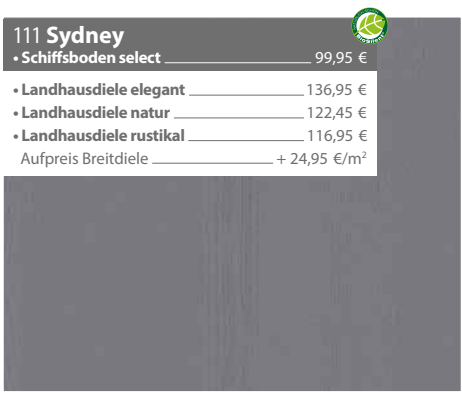 111 Sydney
• Schiffsboden select 99,95 €
• Landhausdiele elegant 136,95 €
• Landhausdiele natur 122,45 €
• Landhausdiele rustikal 116,95 €
Aufpreis Breitdiele + 24,95 €/m²